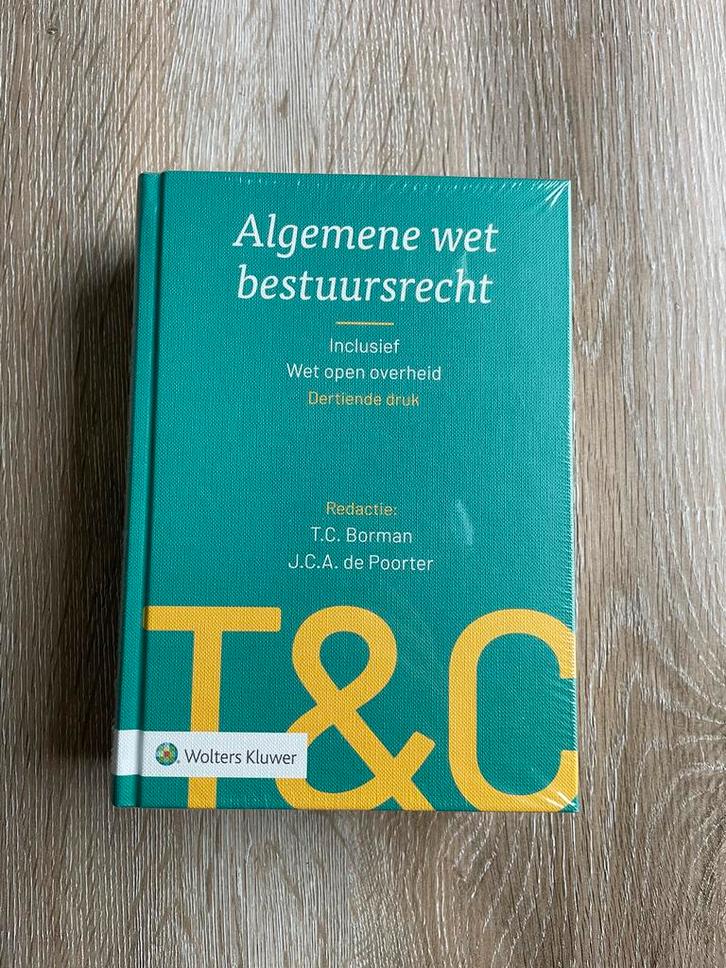 Algemene wet
bestuursrecht
Inclusief
Wet open overheid
Dertiende druk
Redactie:
T.C. Borman
J.C.A. de Poorter
T&C
Wolters Kluwer